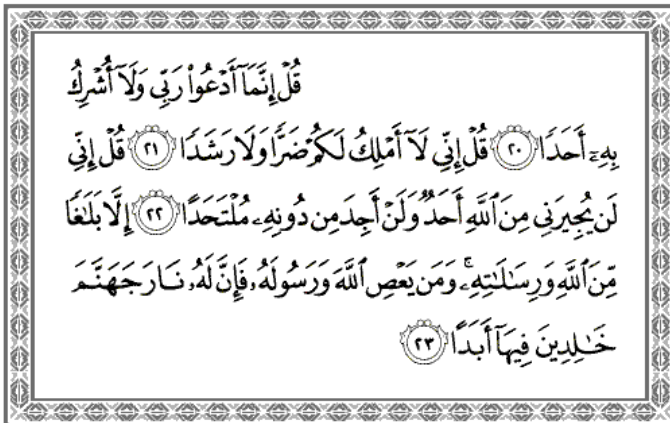 قُلْ إِنَّمَآ أَدْعُوا۟ رَبِّى وَلَآ أُشْرِكُ
بِهِۦٓ أَحَدًا ٢٠ قُلْ إِنِّى لَآ أَمْلِكُ لَكُمْ ضَرًّا وَلَا رَشَدًا ٢١ قُلْ إِنِّى
لَن يُجِيرَنِى مِنَ ٱللَّهِ أَحَدٌ وَلَنْ أَجِدَ مِن دُونِهِۦ مُلْتَحَدًا ٢٢ إِلَّا بَلَٰغًا
مِّنَ ٱللَّهِ وَرِسَٰلَٰتِهِۦ ۚ وَمَن يَعْصِ ٱللَّهَ وَرَسُولَهُۥ فَإِنَّ لَهُۥ نَارَ جَهَنَّمَ
خَٰلِدِينَ فِيهَآ أَبَدًا ٢٣